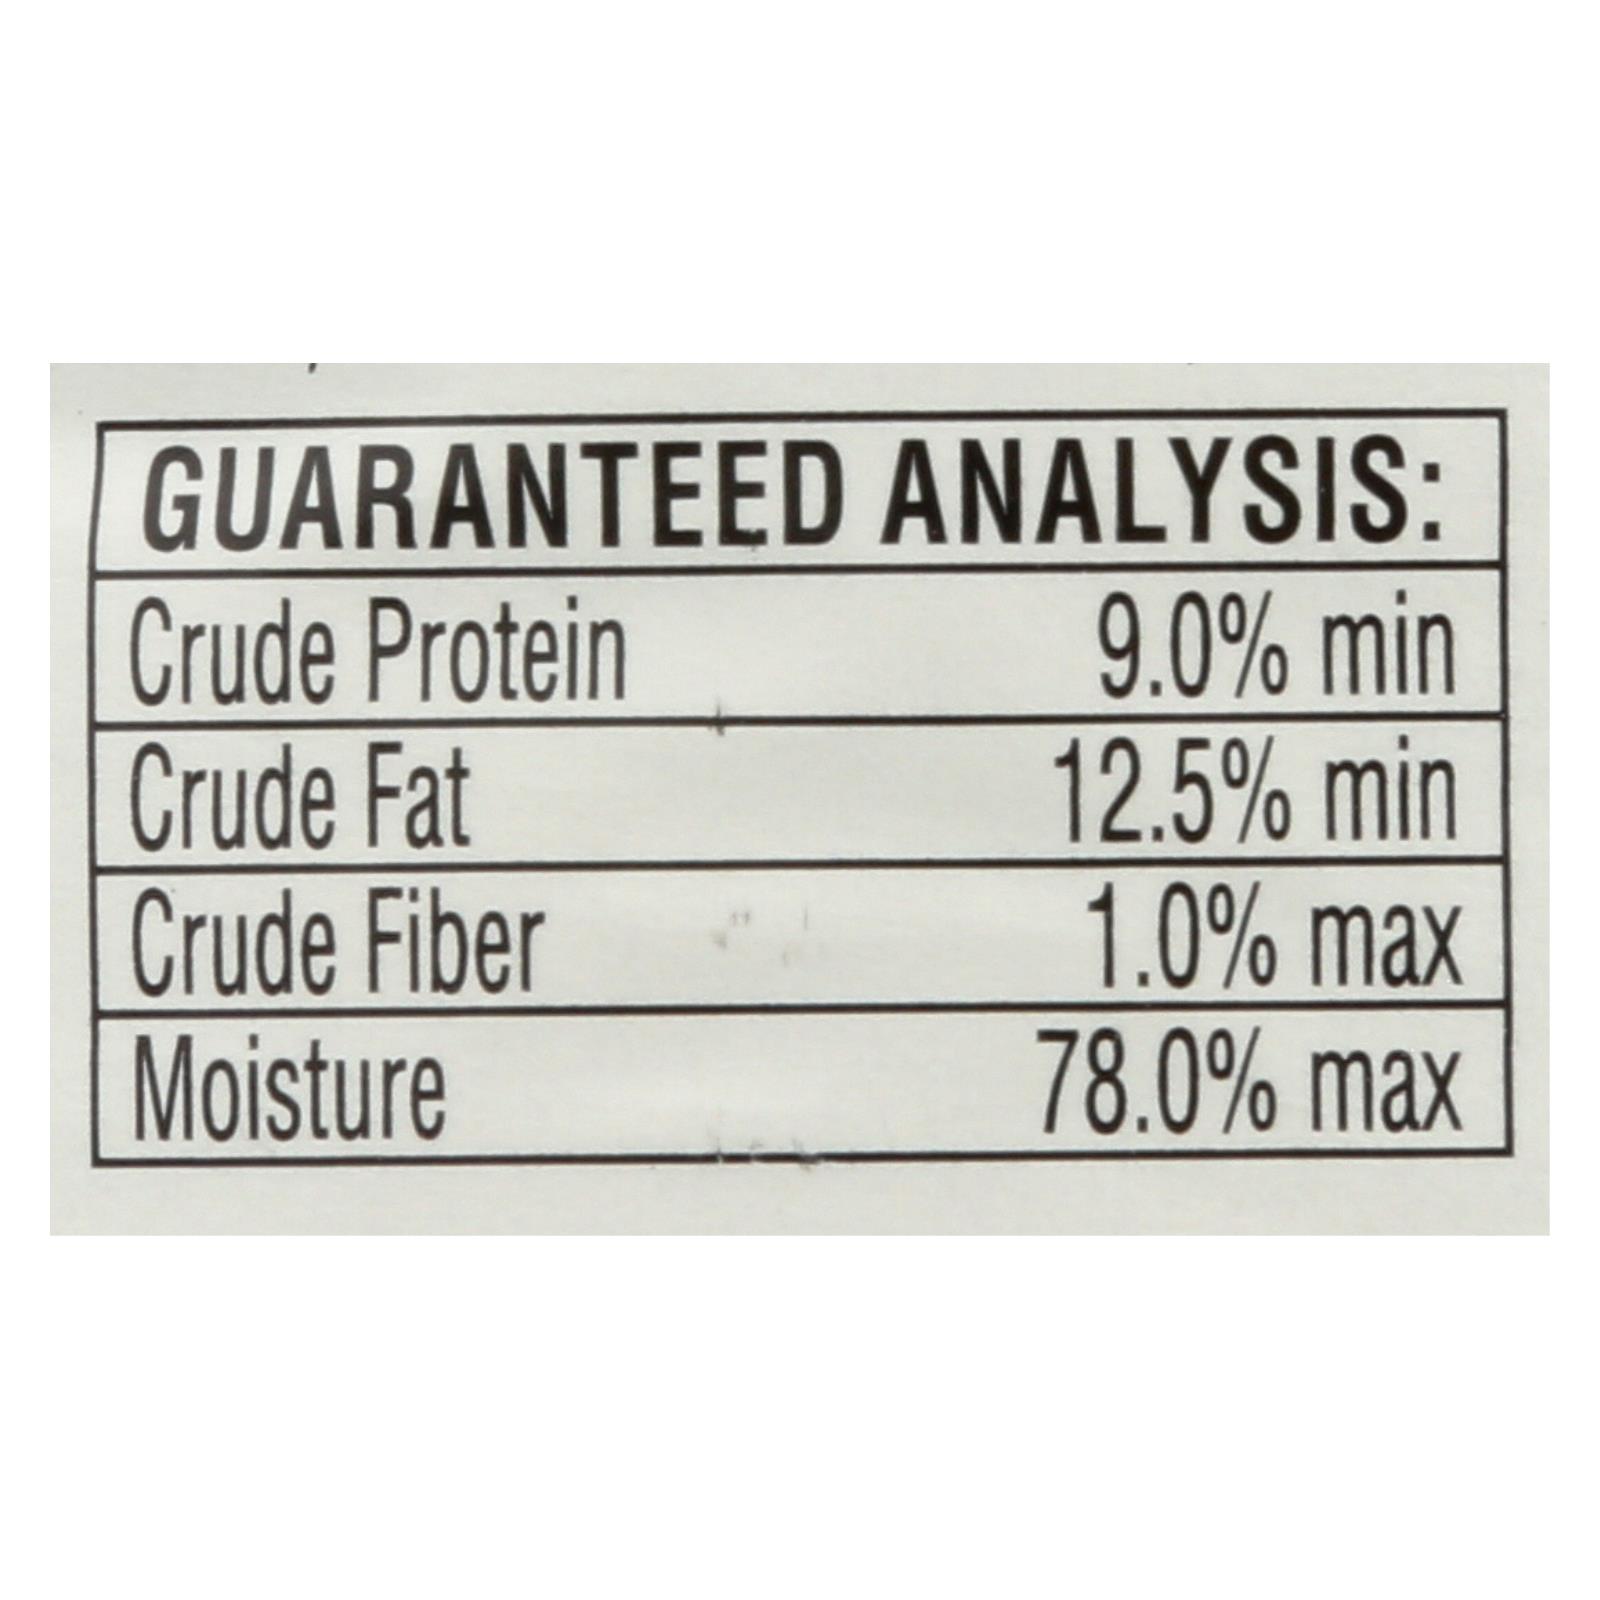 GUARANTEED ANALYSIS:
Crude Protein 9.0% min
Crude Fat 12.5% min
Crude Fiber 1.0% max
Moisture 78.0% max